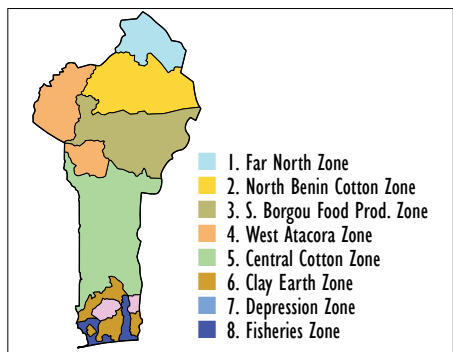 1. Far North Zone
2. North Benin Cotton Zone
3. S. Borgou Food Prod. Zone
4. West Atacora Zone
5. Central Cotton Zone
6. Clay Earth Zone
7. Depression Zone
8. Fisheries Zone